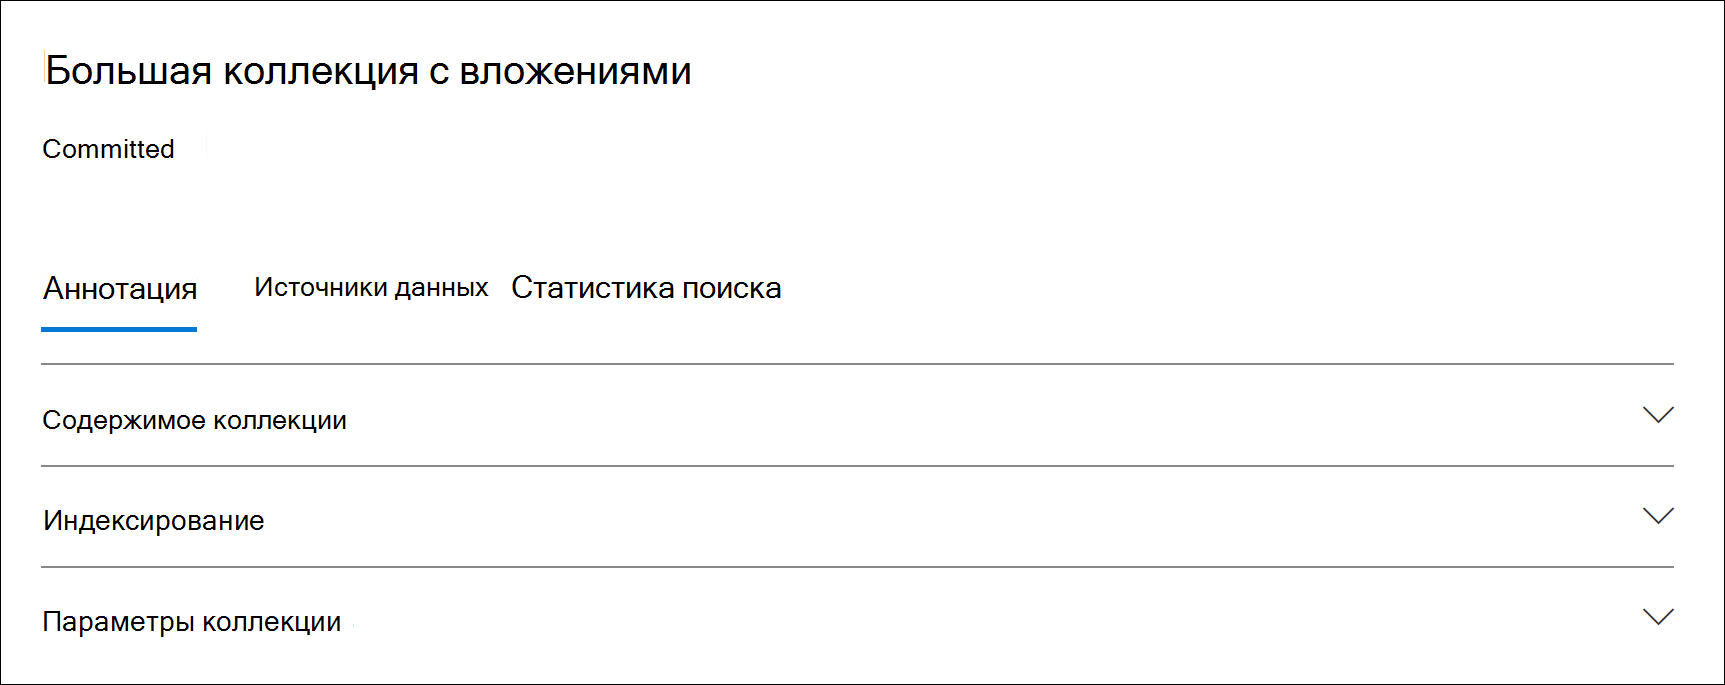 Большая коллекция с вложениями
Committed
Аннотация Источники данных Статистика поиска
Содержимое коллекции
Индексирование
Параметры коллекции